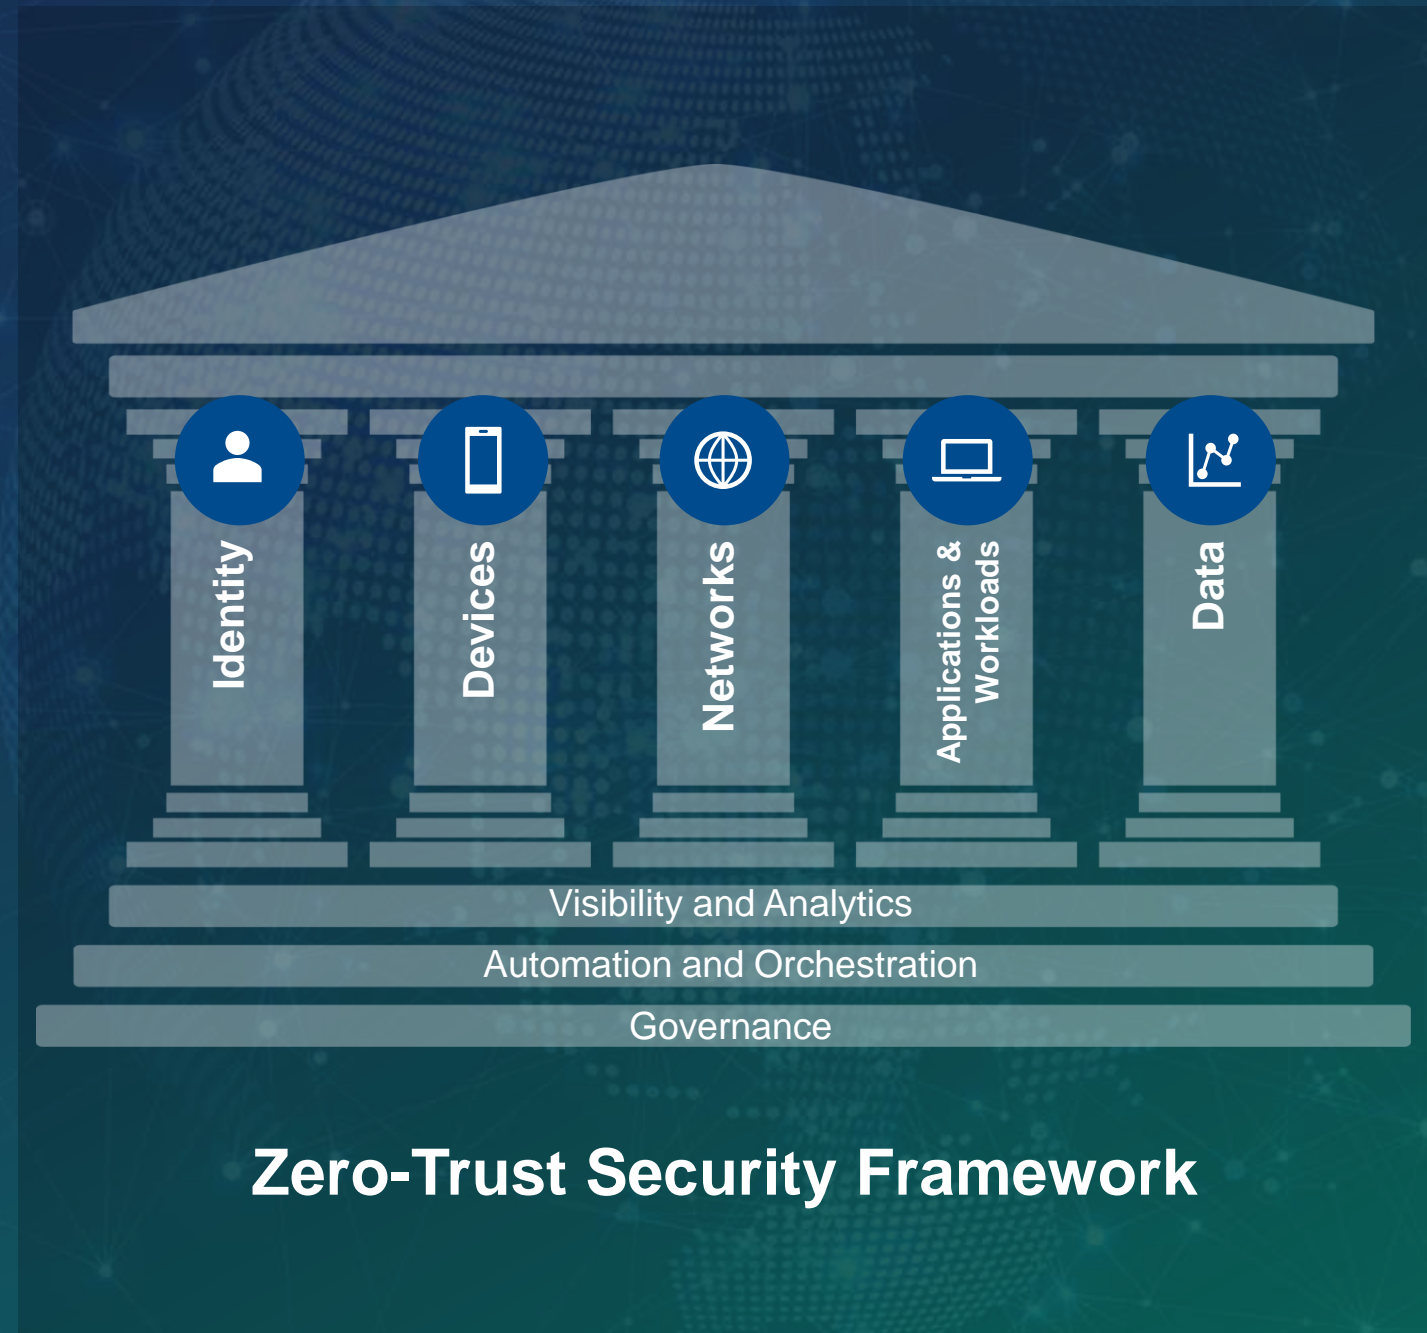 Identity
Devices
Networks
Applications &
Workloads
Data
Visibility and Analytics
Automation and Orchestration
Governance
Zero-Trust Security Framework